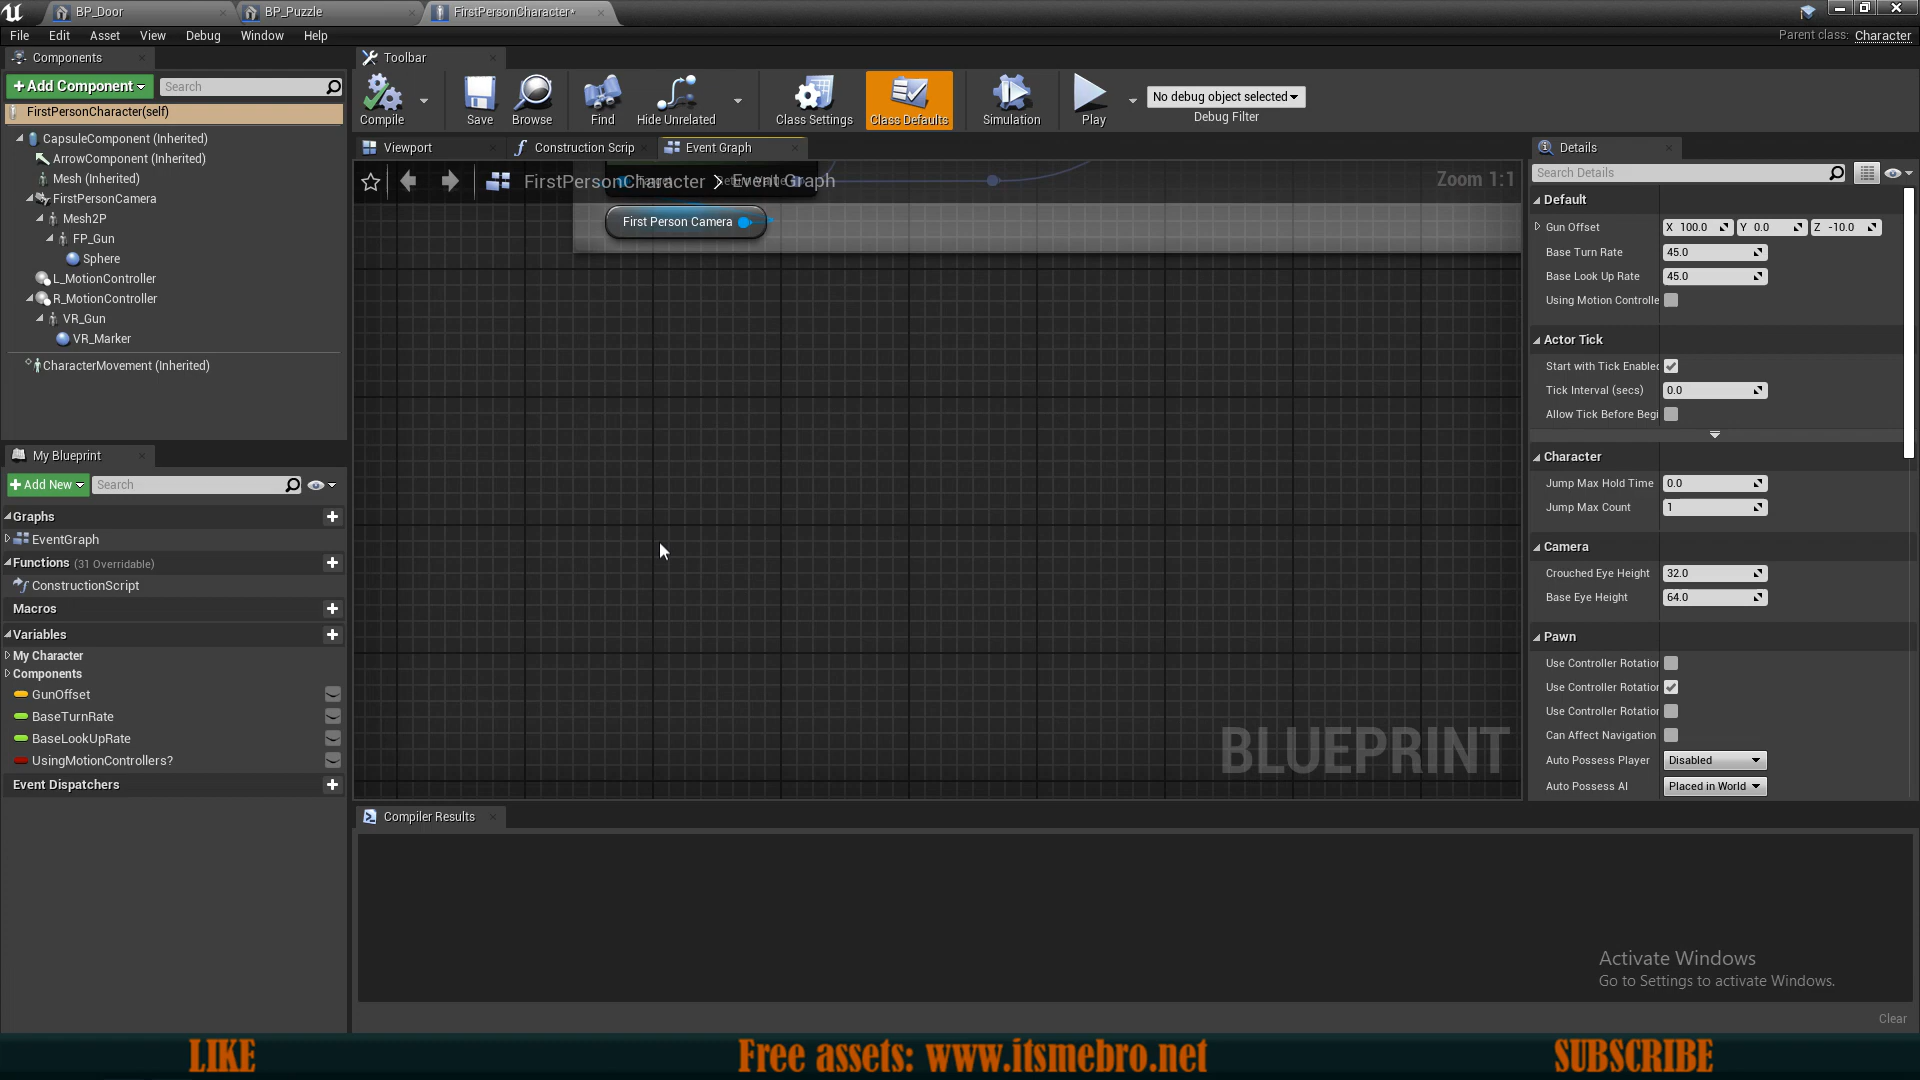 BP_Door
BP_Puzzle
FirstPersonCharacter*
File Edit Asset View Debug Window Help
Parent class: Character
Components
Toolbar
+ Add Component
Search
FirstPersonCharacter(self)
CapsuleComponent (Inherited)
ArrowComponent (Inherited)
Mesh (Inherited)
FirstPersonCamera
Mesh2P
FP_Gun
Sphere
L_MotionController
R_MotionController
VR_Gun
VR_Marker
CharacterMovement (Inherited)
Compile
Save
Browse
Find
Hide Unrelated
Class Settings
Class Defaults
Simulation
Play
No debug object selected
Debug Filter
Viewport
Construction Scrip
Event Graph
FirstPersonCharacter > Event Graph
Zoom 1:1
First Person Camera
BLUEPRINT
My Blueprint
+ Add New
Search
Graphs
EventGraph
Functions (31 Overridable)
ConstructionScript
Macros
Variables
My Character
Components
GunOffset
BaseTurnRate
BaseLookUpRate
UsingMotionControllers?
Event Dispatchers
Details
Search Details
Default
Gun Offset X 100.0 Y 0.0 Z -10.0
Base Turn Rate 45.0
Base Look Up Rate 45.0
Using Motion Controlle
Actor Tick
Start with Tick Enabled
Tick Interval (secs) 0.0
Allow Tick Before Begi
Character
Jump Max Hold Time 0.0
Jump Max Count 1
Camera
Crouched Eye Height 32.0
Base Eye Height 64.0
Pawn
Use Controller Rotation
Use Controller Rotation
Use Controller Rotation
Can Affect Navigation
Auto Possess Player Disabled
Auto Possess AI Placed in World
Compiler Results
Activate Windows
Go to Settings to activate Windows.
Clear
LIKE
Free assets: www.itsmebro.net
SUBSCRIBE